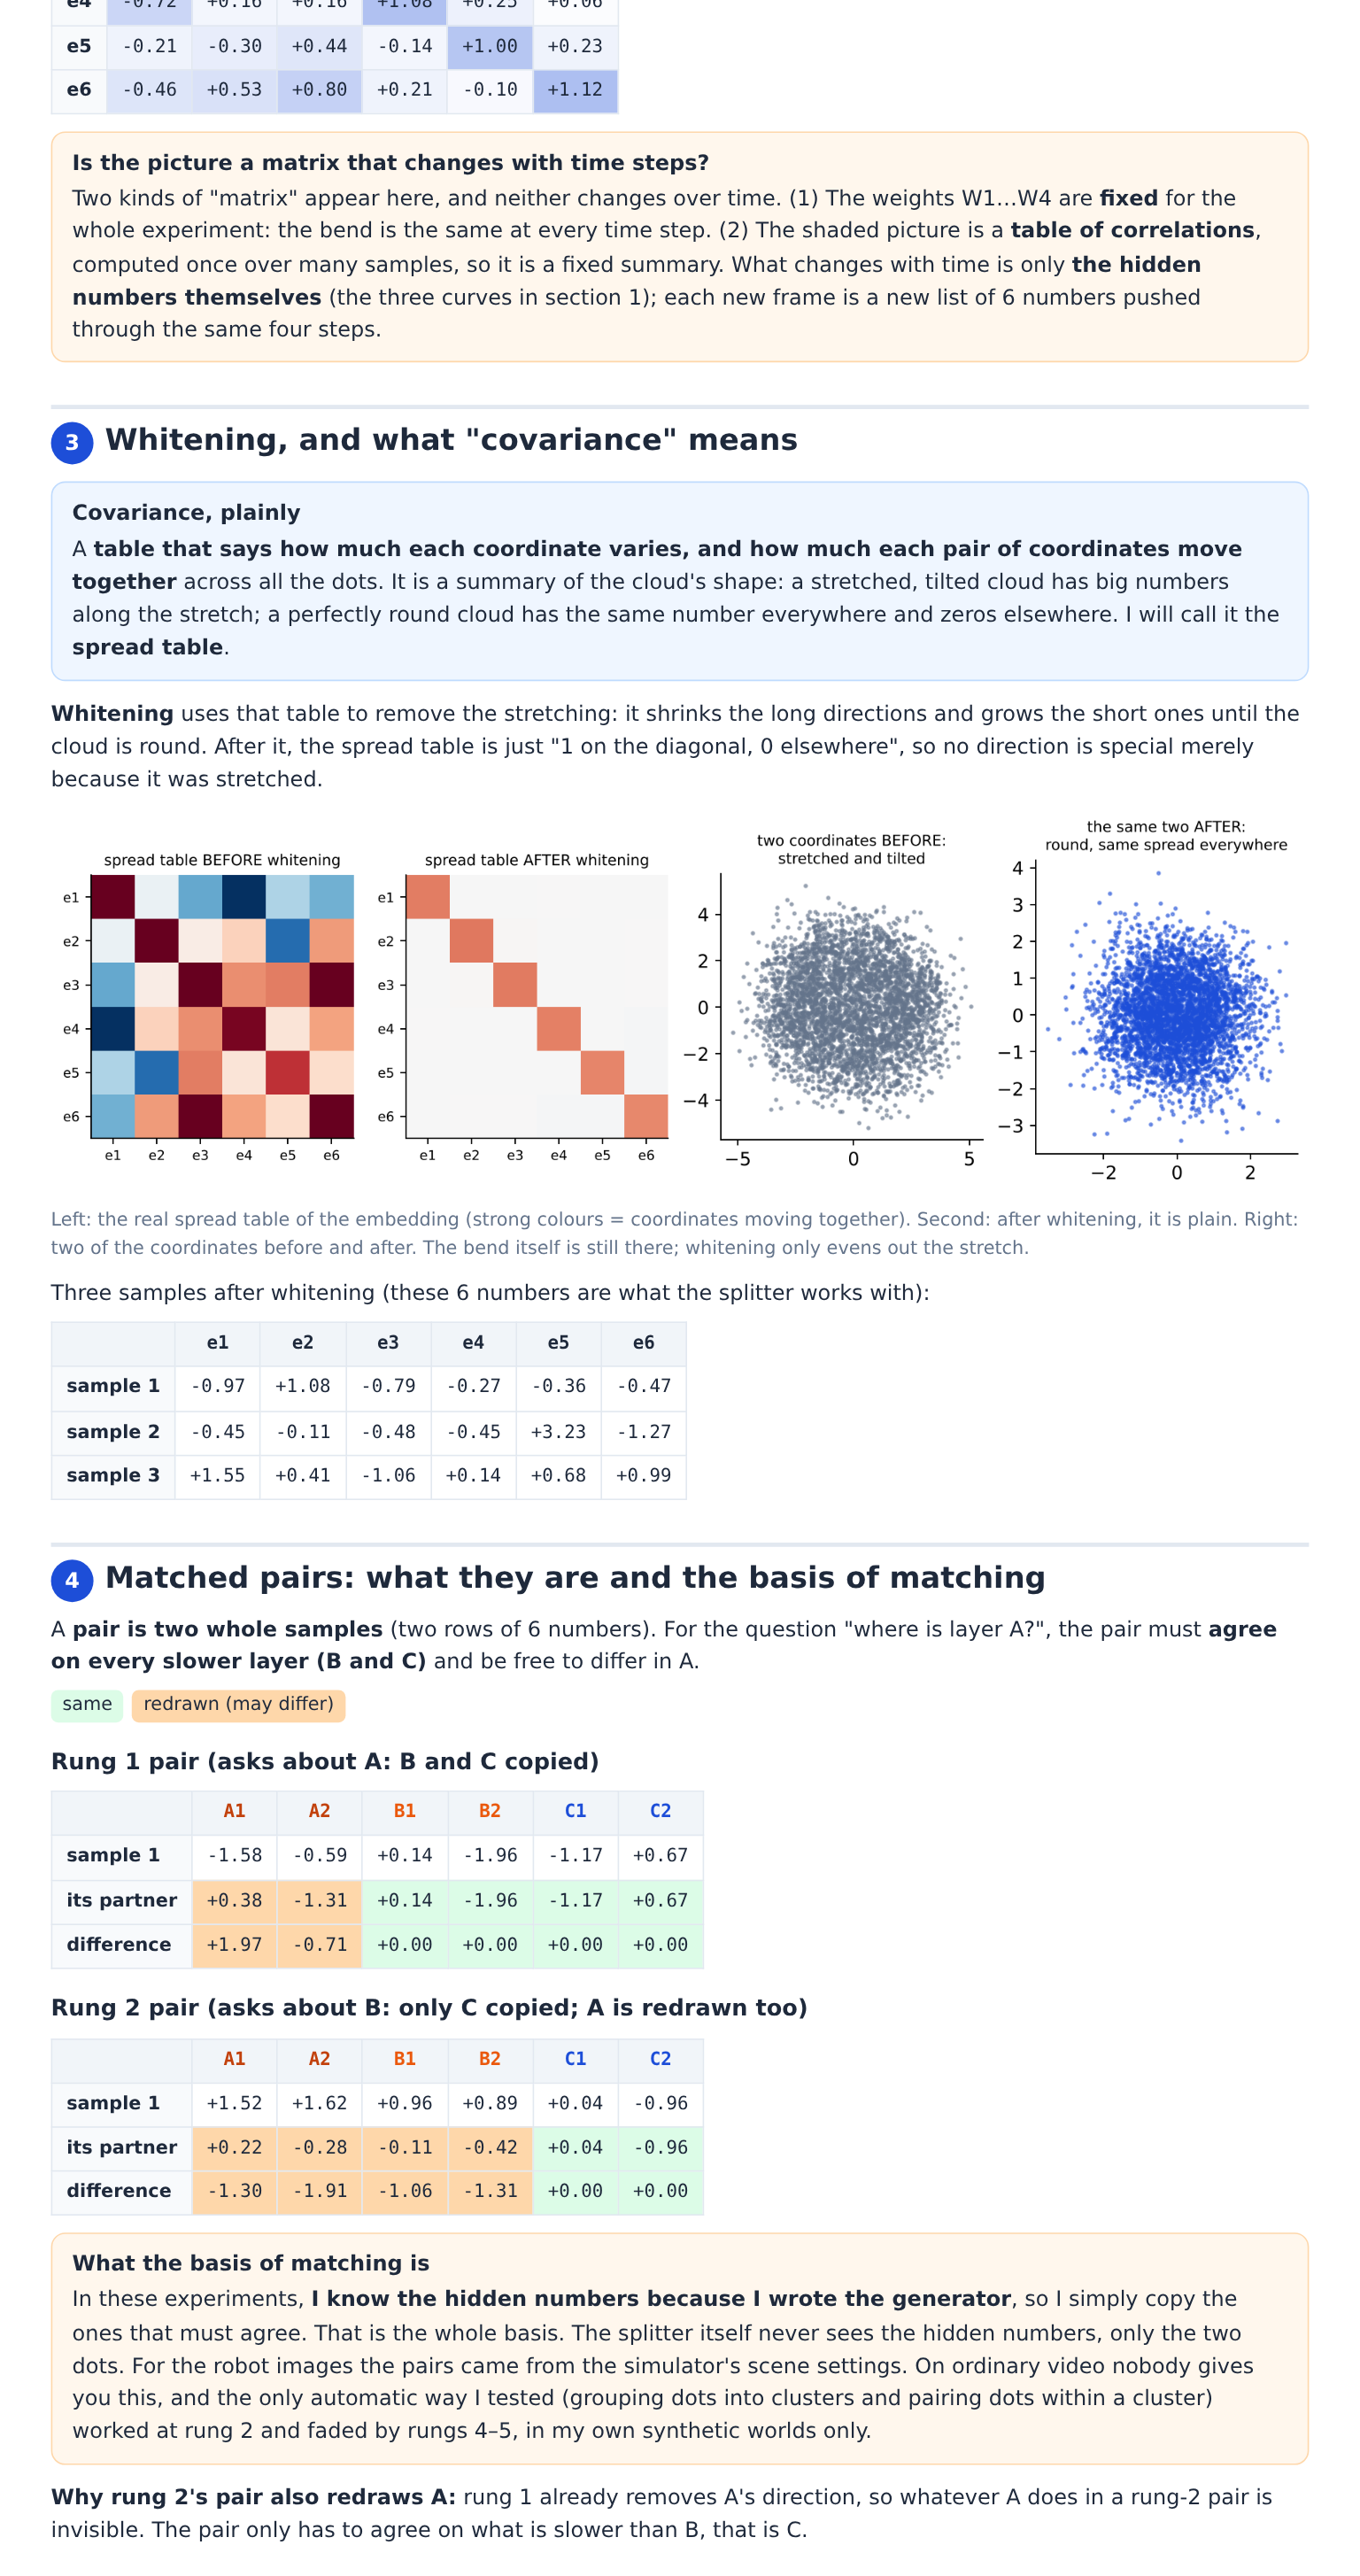 e4 -0.72 +0.16 +0.16 +1.08 +0.25 +0.06
e5 -0.21 -0.30 +0.44 -0.14 +1.00 +0.23
e6 -0.46 +0.53 +0.80 +0.21 -0.10 +1.12
Is the picture a matrix that changes with time steps?
Two kinds of "matrix" appear here, and neither changes over time. (1) The weights W1...W4 are fixed for the
whole experiment: the bend is the same at every time step. (2) The shaded picture is a table of correlations,
computed once over many samples, so it is a fixed summary. What changes with time is only the hidden
numbers themselves (the three curves in section 1); each new frame is a new list of 6 numbers pushed
through the same four steps.
3 Whitening, and what "covariance" means
Covariance, plainly
A table that says how much each coordinate varies, and how much each pair of coordinates move
together across all the dots. It is a summary of the cloud's shape: a stretched, tilted cloud has big numbers
along the stretch; a perfectly round cloud has the same number everywhere and zeros elsewhere. I will call it the
spread table.
Whitening uses that table to remove the stretching: it shrinks the long directions and grows the short ones until the
cloud is round. After it, the spread table is just "1 on the diagonal, 0 elsewhere", so no direction is special merely
because it was stretched.
spread table BEFORE whitening
e1
e2
e3
e4
e5
e6
e1 e2 e3 e4 e5 e6
spread table AFTER whitening
e1
e2
e3
e4
e5
e6
e1 e2 e3 e4 e5 e6
two coordinates BEFORE:
stretched and tilted
4
2
0
−2
−4
−5 0 5
the same two AFTER:
round, same spread everywhere
4
3
2
1
0
−1
−2
−3
−2 0 2
Left: the real spread table of the embedding (strong colours = coordinates moving together). Second: after whitening, it is plain. Right:
two of the coordinates before and after. The bend itself is still there; whitening only evens out the stretch.
Three samples after whitening (these 6 numbers are what the splitter works with):
e1 e2 e3 e4 e5 e6
sample 1 -0.97 +1.08 -0.79 -0.27 -0.36 -0.47
sample 2 -0.45 -0.11 -0.48 -0.45 +3.23 -1.27
sample 3 +1.55 +0.41 -1.06 +0.14 +0.68 +0.99
4 Matched pairs: what they are and the basis of matching
A pair is two whole samples (two rows of 6 numbers). For the question "where is layer A?", the pair must agree
on every slower layer (B and C) and be free to differ in A.
same redrawn (may differ)
Rung 1 pair (asks about A: B and C copied)
A1 A2 B1 B2 C1 C2
sample 1 -1.58 -0.59 +0.14 -1.96 -1.17 +0.67
its partner +0.38 -1.31 +0.14 -1.96 -1.17 +0.67
difference +1.97 -0.71 +0.00 +0.00 +0.00 +0.00
Rung 2 pair (asks about B: only C copied; A is redrawn too)
A1 A2 B1 B2 C1 C2
sample 1 +1.52 +1.62 +0.96 +0.89 +0.04 -0.96
its partner +0.22 -0.28 -0.11 -0.42 +0.04 -0.96
difference -1.30 -1.91 -1.06 -1.31 +0.00 +0.00
What the basis of matching is
In these experiments, I know the hidden numbers because I wrote the generator, so I simply copy the
ones that must agree. That is the whole basis. The splitter itself never sees the hidden numbers, only the two
dots. For the robot images the pairs came from the simulator's scene settings. On ordinary video nobody gives
you this, and the only automatic way I tested (grouping dots into clusters and pairing dots within a cluster)
worked at rung 2 and faded by rungs 4–5, in my own synthetic worlds only.
Why rung 2's pair also redraws A: rung 1 already removes A's direction, so whatever A does in a rung-2 pair is
invisible. The pair only has to agree on what is slower than B, that is C.